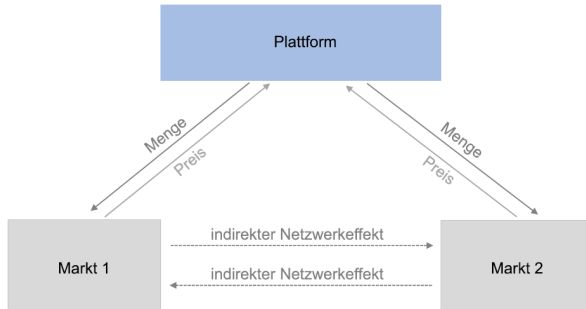 Plattform
Menge
Preis
Menge
Preis
indirekter Netzwerkeffekt
Markt 1
Markt 2
indirekter Netzwerkeffekt